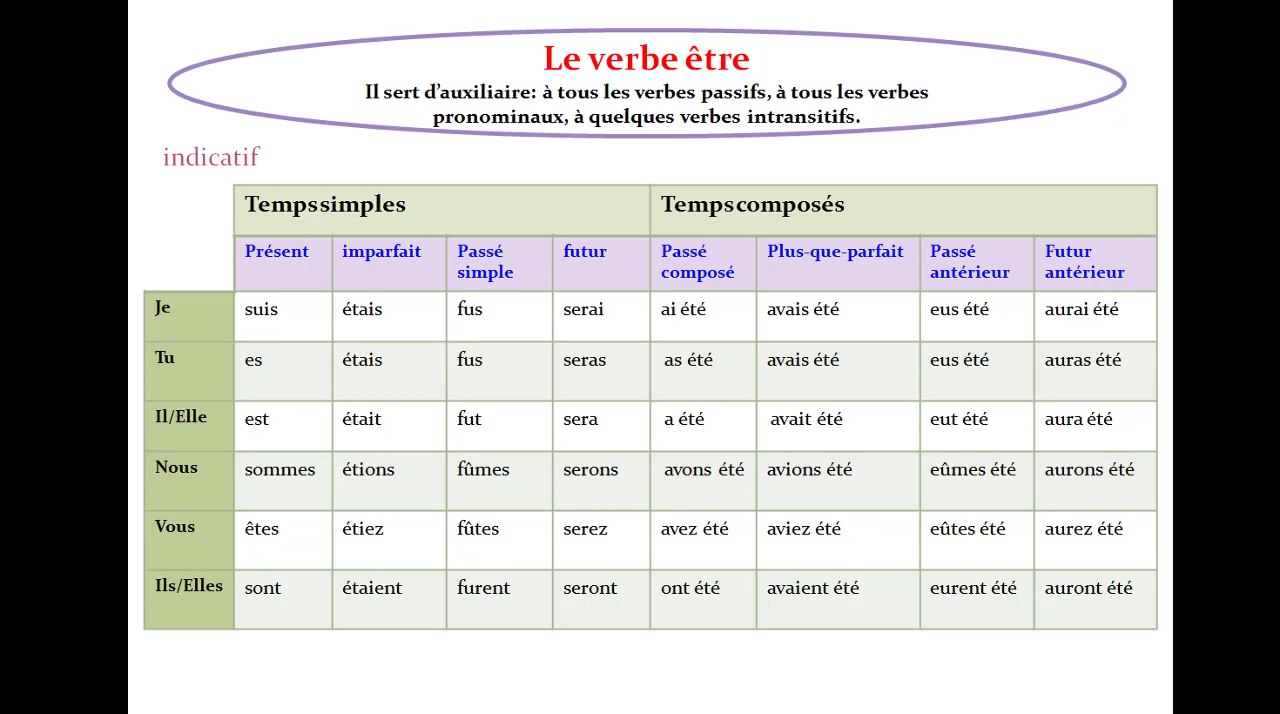 Le verbe être
Il sert d’auxiliaire: à tous les verbes passifs, à tous les verbes
pronominaux, à quelques verbes intransitifs.
indicatif
Temps simples Temps composés
Présent imparfait Passé simple futur Passé composé Plus-que-parfait Passé antérieur Futur antérieur
Je suis étais fus serai ai été avais été eus été aurai été
Tu es étais fus seras as été avais été eus été auras été
Il/Elle est était fut sera a été avait été eut été aura été
Nous sommes étions fûmes serons avons été avions été eûmes été aurons été
Vous êtes étiez fûtes serez avez été aviez été eûtes été aurez été
Ils/Elles sont étaient furent seront ont été avaient été eurent été auront été